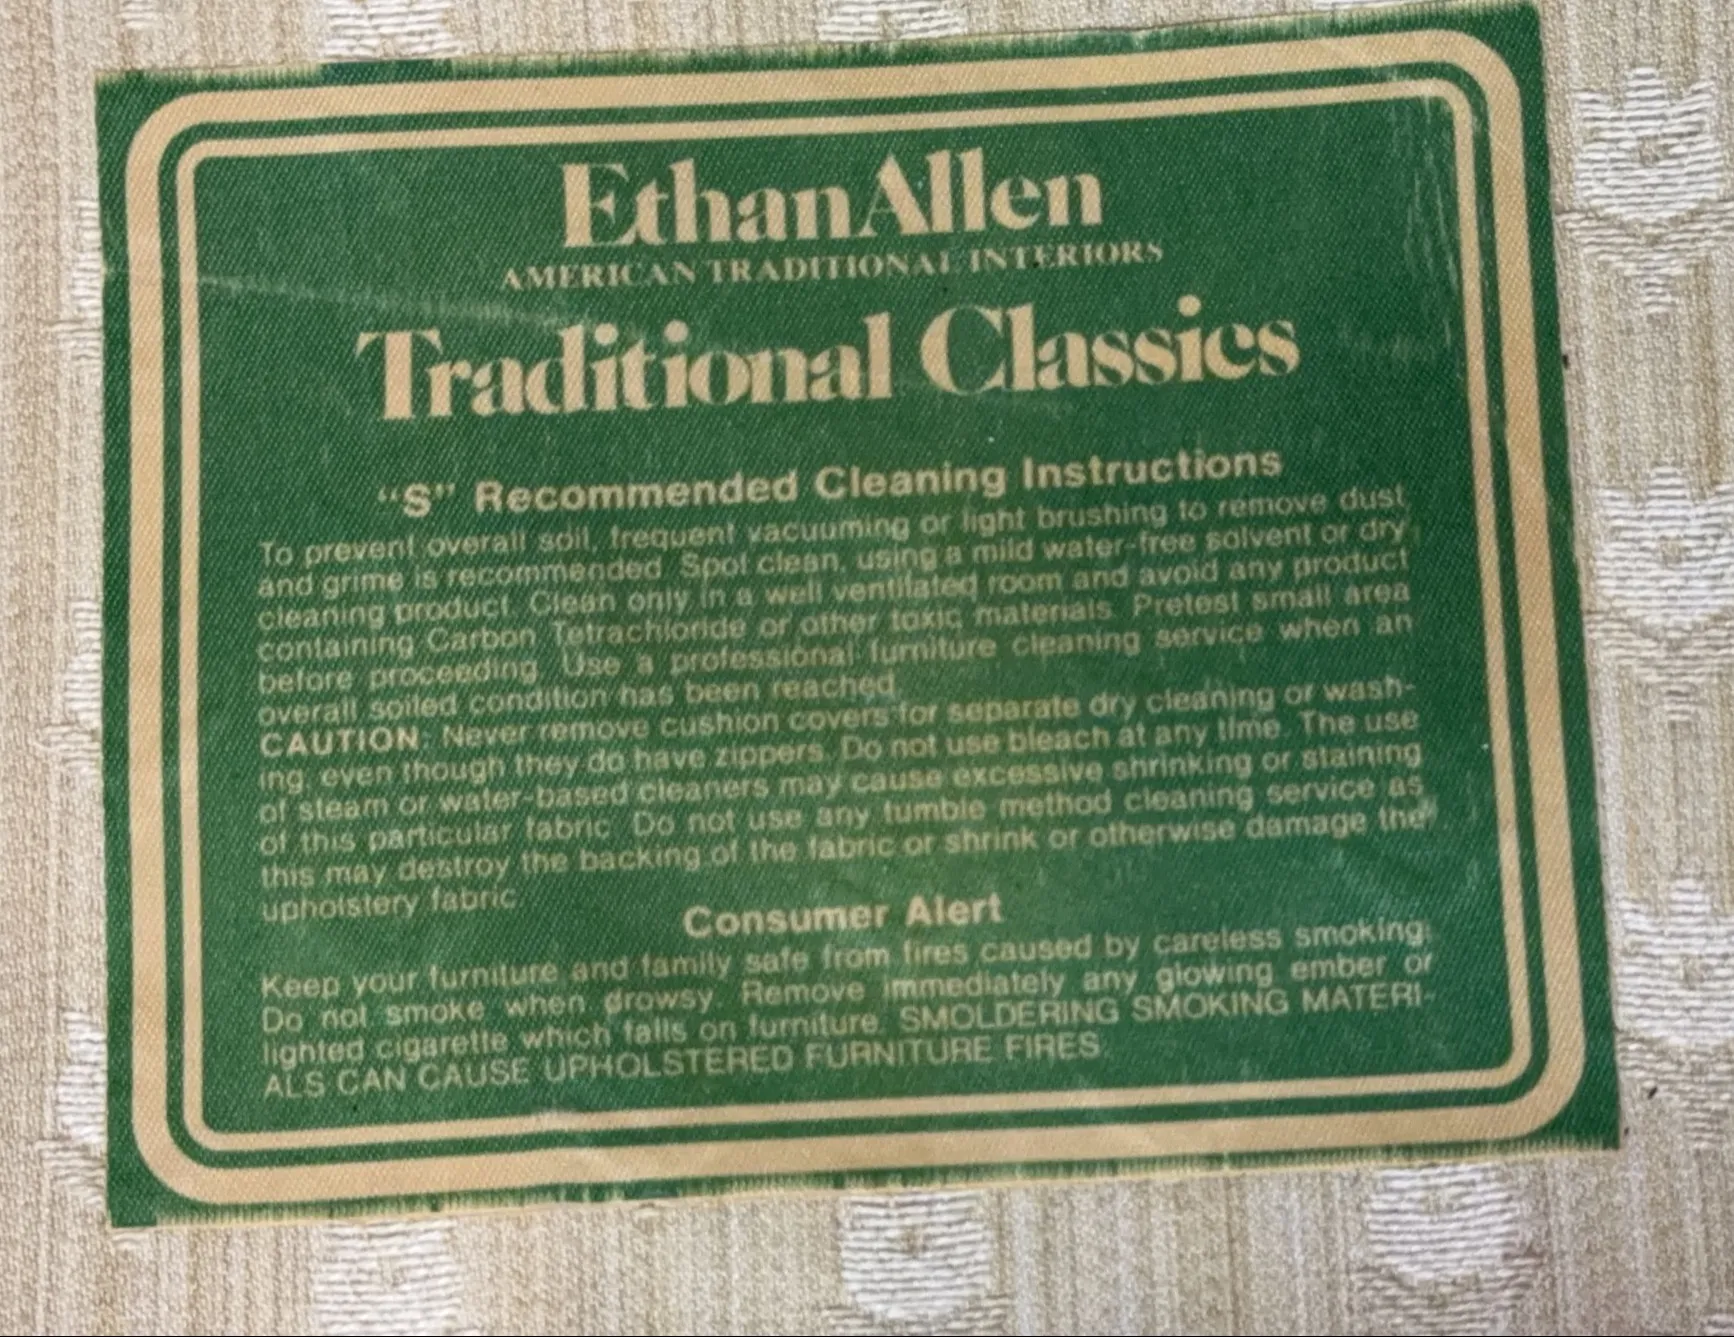 Ethan Allen
AMERICAN TRADITIONAL INTERIORS
Traditional Classics
"S" Recommended Cleaning Instructions
To prevent overall soil, frequent vacuuming or light brushing to remove dust
and grime is recommended. Spot clean, using a mild water-free solvent or dry
cleaning product. Clean only in a well ventilated room and avoid any product
containing Carbon Tetrachloride or other toxic materials. Pretest small area
before proceeding. Use a professional furniture cleaning service when an
overall soiled condition has been reached.
CAUTION: Never remove cushion covers for separate dry cleaning or wash-
ing, even though they do have zippers. Do not use bleach at any time. The use
of steam or water-based cleaners may cause excessive shrinking or staining
of this particular fabric. Do not use any tumble method cleaning service as
this may destroy the backing of the fabric or shrink or otherwise damage the
upholstery fabric.
Consumer Alert
Keep your furniture and family safe from fires caused by careless smoking.
Do not smoke when drowsy. Remove immediately any glowing ember or
lighted cigarette which falls on furniture. SMOLDERING SMOKING MATERI-
ALS CAN CAUSE UPHOLSTERED FURNITURE FIRES.